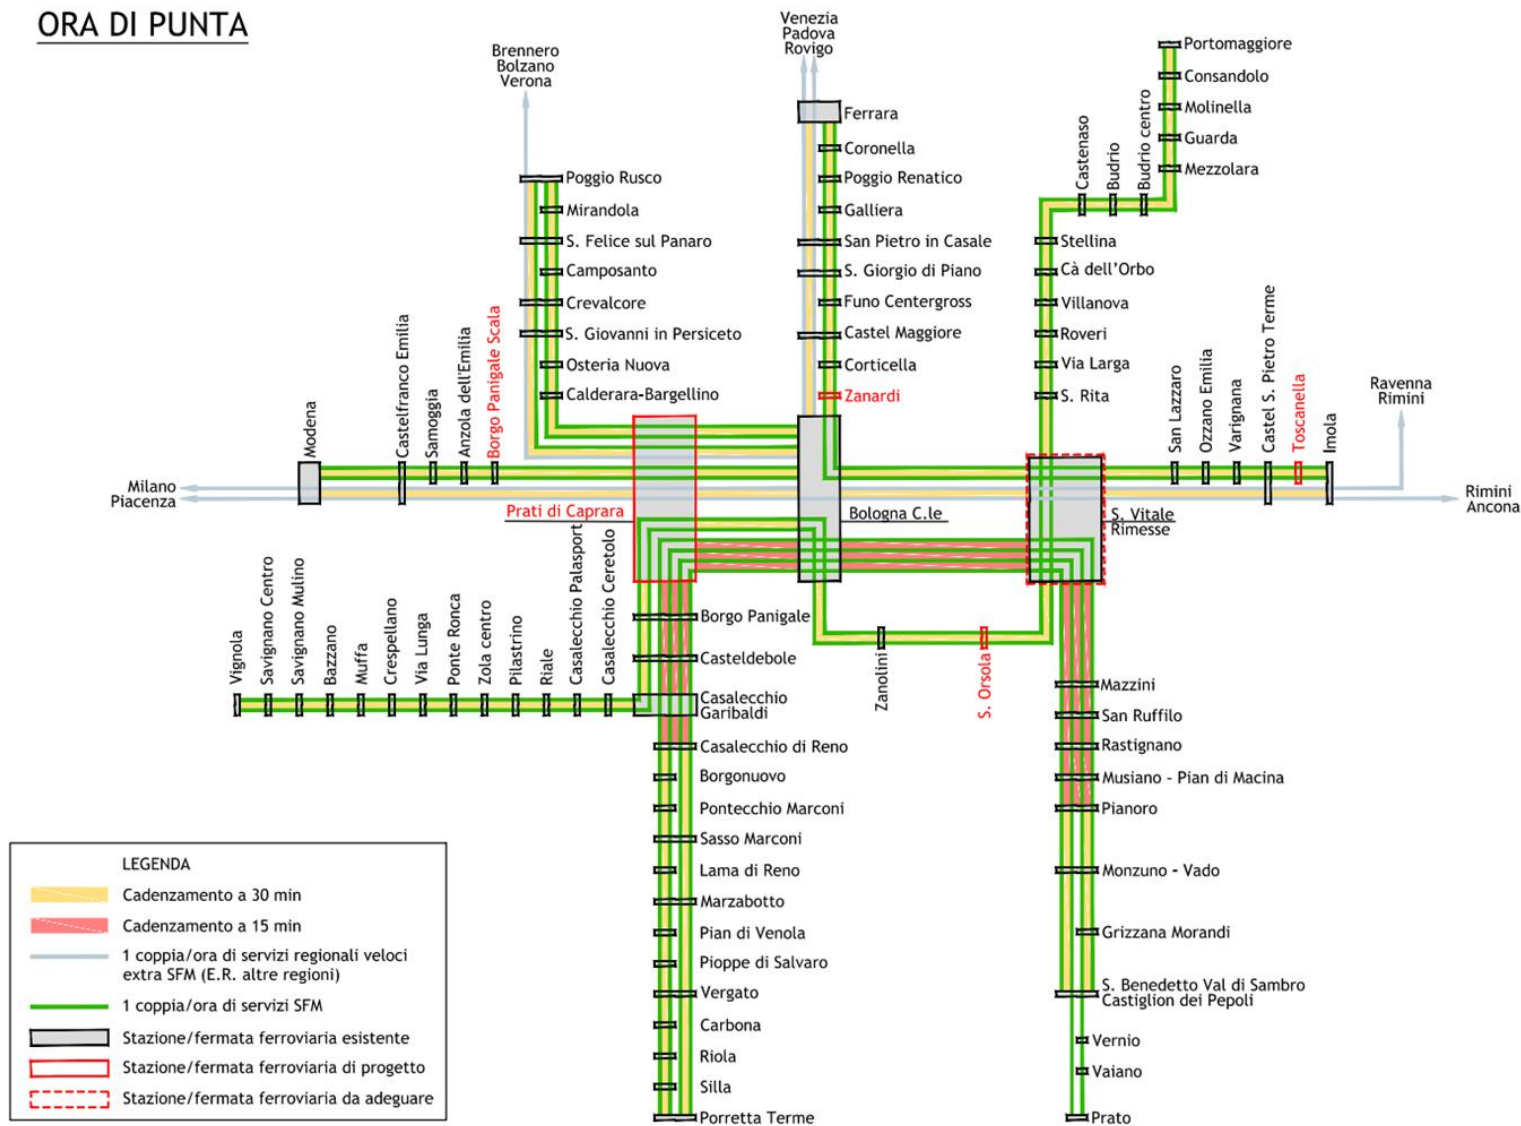 ORA DI PUNTA
Brennero
Bolzano
Verona
Venezia
Padova
Rovigo
Portomaggiore
Consandolo
Molinella
Guarda
Mezzolara
Castenaso
Budrio
Budrio centro
Ferrara
Coronella
Poggio Renatico
Galliera
San Pietro in Casale
S. Giorgio di Piano
Funo Centergross
Castel Maggiore
Corticella
Zanardi
Poggio Rusco
Mirandola
S. Felice sul Panaro
Camposanto
Crevalcore
S. Giovanni in Persiceto
Osteria Nuova
Calderara-Bargellino
Stellina
Cà dell'Orbo
Villanova
Roveri
Via Larga
S. Rita
Modena
Castelfranco Emilia
Samoggia
Anzola dell'Emilia
Borgo Panigale Scala
San Lazzaro
Ozzano Emilia
Varignana
Castel S. Pietro Terme
Toscanella
Imola
Ravenna
Rimini
Milano
Piacenza
Rimini
Ancona
Prati di Caprara
Bologna C.le
S. Vitale
Rimesse
Vignola
Savignano Centro
Savignano Mulino
Bazzano
Muffa
Crespellano
Via Lunga
Ponte Ronca
Zola centro
Pilastrino
Riale
Casalecchio Palasport
Casalecchio Ceretolo
Borgo Panigale
Casteldebole
Casalecchio
Garibaldi
Casalecchio di Reno
Borgonuovo
Pontecchio Marconi
Sasso Marconi
Lama di Reno
Marzabotto
Pian di Venola
Pioppe di Salvaro
Vergato
Carbona
Riola
Silla
Porretta Terme
Zanolini
S. Orsola
Mazzini
San Ruffilo
Rastignano
Musiano - Pian di Macina
Pianoro
Monzuno - Vado
Grizzana Morandi
S. Benedetto Val di Sambro
Castiglion dei Pepoli
Vernio
Vaiano
Prato
LEGENDA
Cadenzamento a 30 min
Cadenzamento a 15 min
1 coppia/ora di servizi regionali veloci
extra SFM (E.R. altre regioni)
1 coppia/ora di servizi SFM
Stazione/fermata ferroviaria esistente
Stazione/fermata ferroviaria di progetto
Stazione/fermata ferroviaria da adeguare